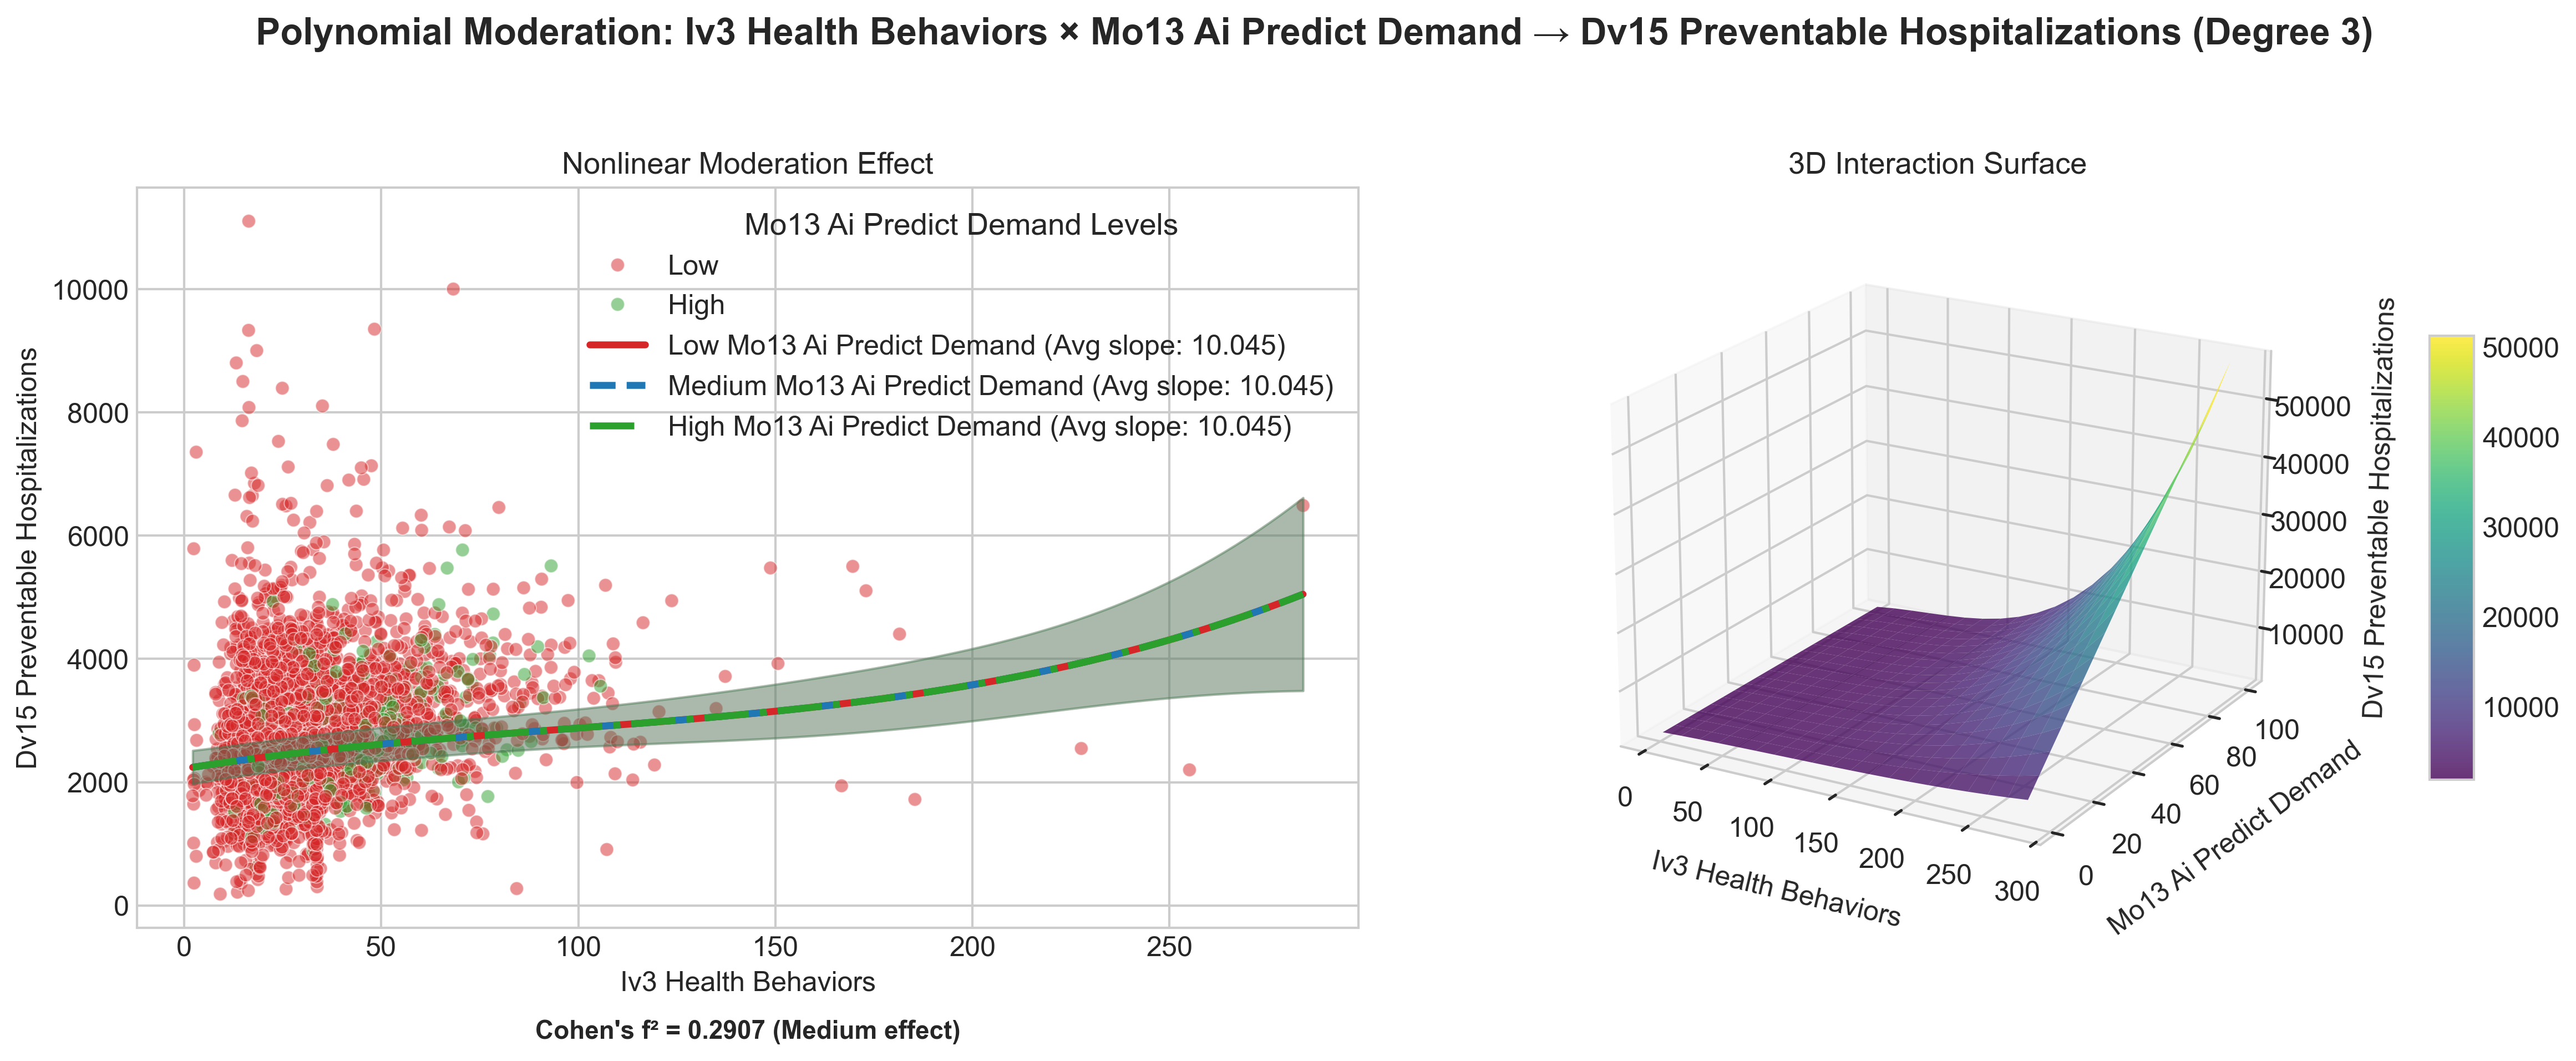 Polynomial Moderation: Iv3 Health Behaviors × Mo13 Ai Predict Demand → Dv15 Preventable Hospitalizations (Degree 3)
Nonlinear Moderation Effect
Mo13 Ai Predict Demand Levels
Low
High
Low Mo13 Ai Predict Demand (Avg slope: 10.045)
Medium Mo13 Ai Predict Demand (Avg slope: 10.045)
High Mo13 Ai Predict Demand (Avg slope: 10.045)
Dv15 Preventable Hospitalizations
10000
8000
6000
4000
2000
0
0 50 100 150 200 250
Iv3 Health Behaviors
Cohen's f² = 0.2907 (Medium effect)
3D Interaction Surface
0 50 100 150 200 250 300
Iv3 Health Behaviors
0 20 40 60 80 100
Mo13 Ai Predict Demand
50000
40000
30000
20000
10000
Dv15 Preventable Hospitalizations
50000
40000
30000
20000
10000